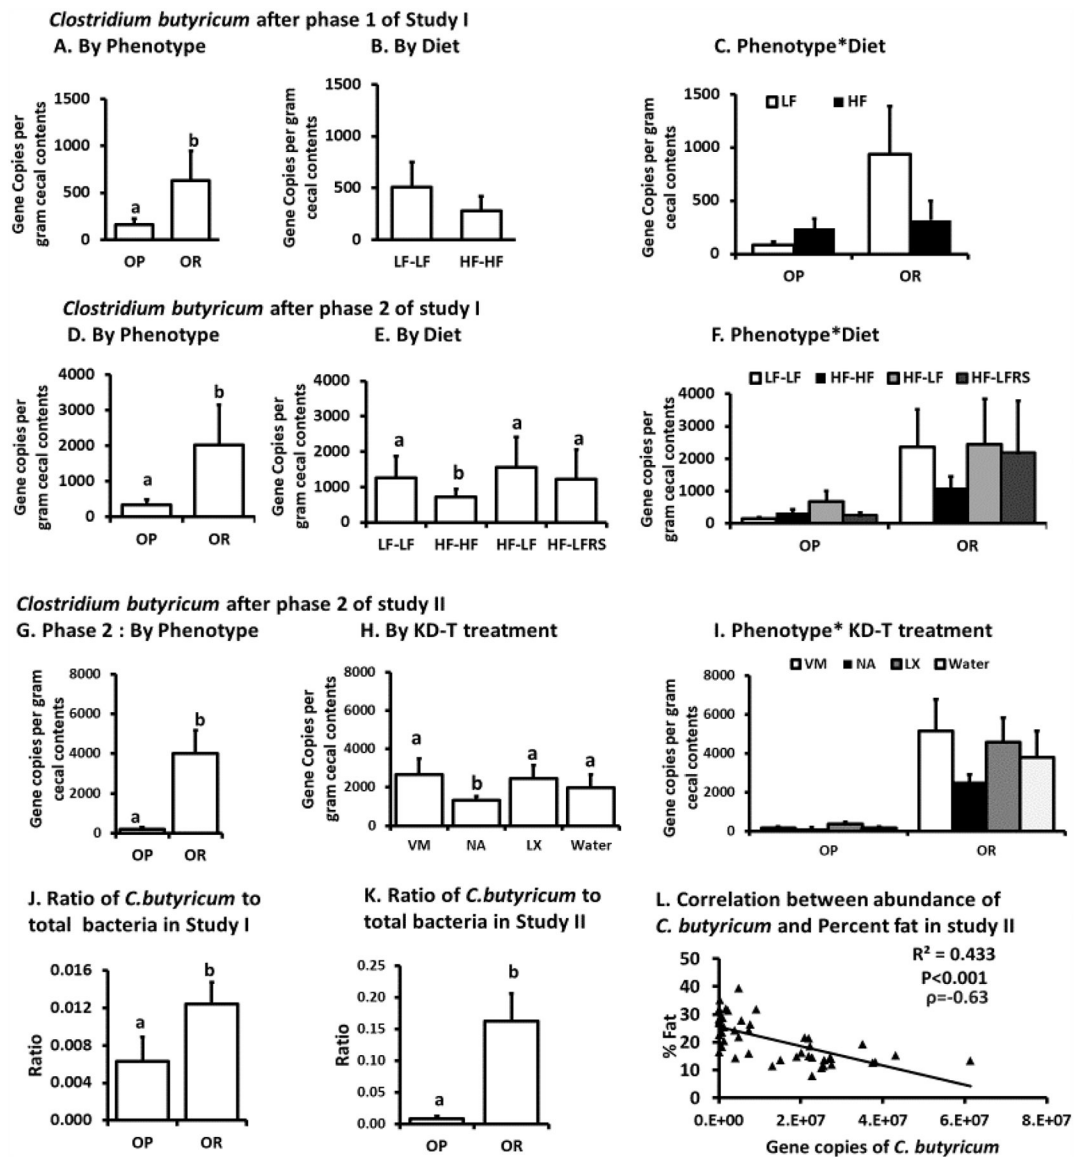 Clostridium butyricum after phase 1 of Study I
A. By Phenotype
B. By Diet
C. Phenotype*Diet
Gene Copies per
gram cecal contents
1500
1000
500
0
a
b
OP
OR
Gene Copies per gram
cecal contents
1500
1000
500
0
LF-LF
HF-HF
LF
HF
Gene Copies per gram
cecal contents
1500
1000
500
0
OP
OR
Clostridium butyricum after phase 2 of study I
D. By Phenotype
E. By Diet
F. Phenotype*Diet
Gene copies per
gram cecal contents
4000
3000
2000
1000
0
a
b
OP
OR
Gene Copies per
gram cecal contents
4000
3000
2000
1000
0
a
b
a
a
LF-LF
HF-HF
HF-LF
HF-LFRS
LF-LF
HF-HF
HF-LF
HF-LFRS
Gene copies per
gram cecal contents
4000
3000
2000
1000
0
OP
OR
Clostridium butyricum after phase 2 of study II
G. Phase 2 : By Phenotype
H. By KD-T treatment
I. Phenotype* KD-T treatment
Gene copies per gram
cecal contents
8000
6000
4000
2000
0
a
b
OP
OR
Gene Copies per
gram cecal contents
8000
6000
4000
2000
0
a
b
a
a
VM
NA
LX
Water
VM
NA
LX
Water
Gene copies per gram
cecal contents
8000
6000
4000
2000
0
OP
OR
J. Ratio of C.butyricum to
total bacteria in Study I
K. Ratio of C.butyricum to
total bacteria in Study II
L. Correlation between abundance of
C. butyricum and Percent fat in study II
Ratio
0.016
0.012
0.008
0.004
0.000
a
b
OP
OR
Ratio
0.25
0.20
0.15
0.10
0.05
0.00
a
b
OP
OR
R² = 0.433
P<0.001
ρ=-0.63
% Fat
50
40
30
20
10
0
0.E+00
2.E+07
4.E+07
6.E+07
8.E+07
Gene copies of C. butyricum